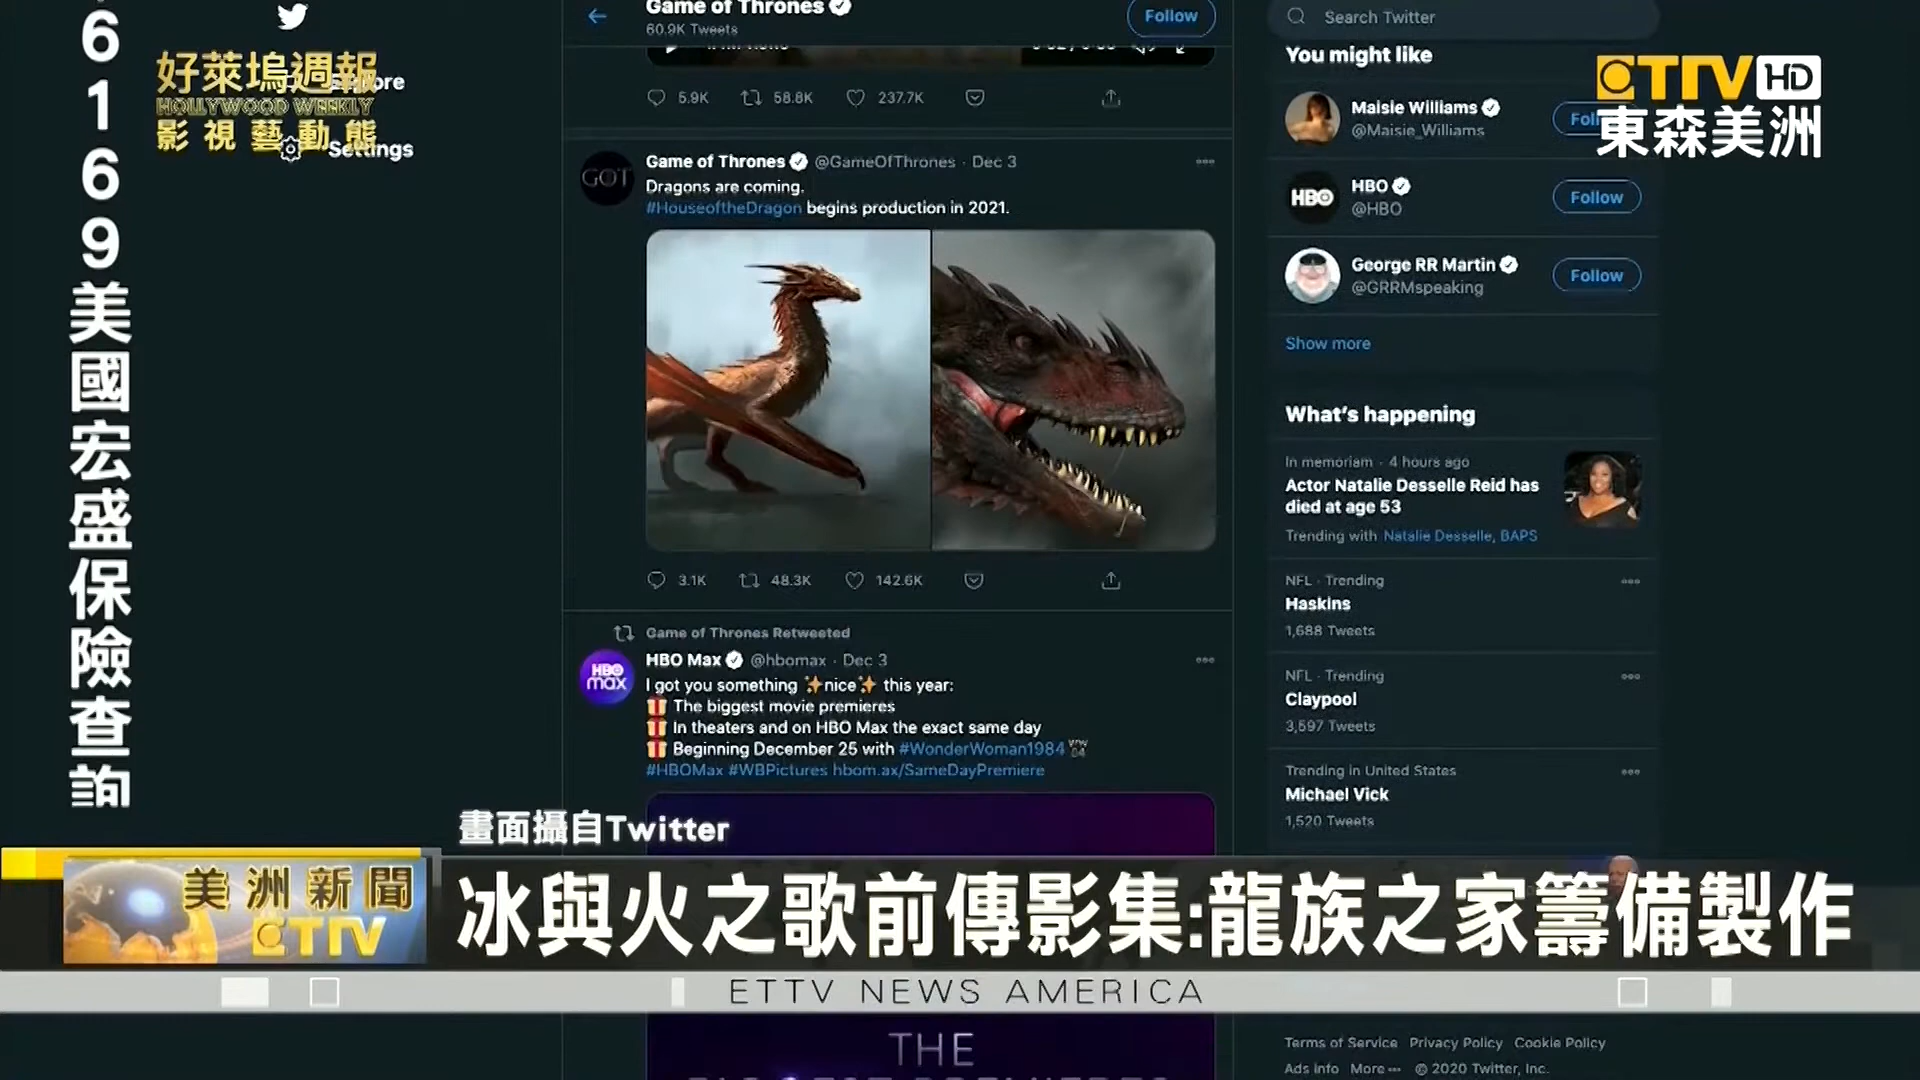 6169美國宏盛保險查詢
好萊塢週報
HOLLYWOOD WEEKLY
影視藝動態
Settings
Game of Thrones
60.9K Tweets
Follow
5.9K 58.8K 237.7K
GOT
Game of Thrones @GameOfThrones · Dec 3
Dragons are coming.
#HouseoftheDragon begins production in 2021.
3.1K 48.3K 142.6K
Game of Thrones Retweeted
HBO max
HBO Max @hbomax · Dec 3
I got you something ✨nice✨ this year:
🎁 The biggest movie premieres
🎁 In theaters and on HBO Max the exact same day
🎁 Beginning December 25 with #WonderWoman1984
#HBOMax #WBPictures hbom.ax/SameDayPremiere
THE
Search Twitter
You might like
Maisie Williams
@Maisie_Williams
HBO
HBO
@HBO
Follow
George RR Martin
@GRRMspeaking
Follow
Show more
What's happening
In memoriam · 4 hours ago
Actor Natalie Desselle Reid has
died at age 53
Trending with Natalie Desselle, BAPS
NFL · Trending
Haskins
1,688 Tweets
NFL · Trending
Claypool
3,597 Tweets
Trending in United States
Michael Vick
1,520 Tweets
Terms of Service Privacy Policy Cookie Policy
Ads info More ··· © 2020 Twitter, Inc.
ETTV HD
東森美洲
畫面攝自Twitter
美洲新聞
ETTV
冰與火之歌前傳影集:龍族之家籌備製作
ETTV NEWS AMERICA